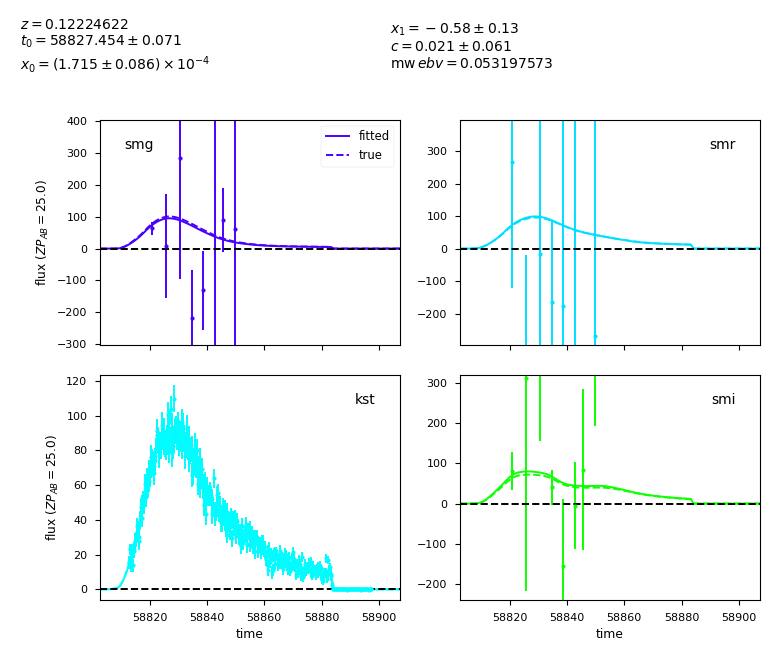 z = 0.12224622
t₀ = 58827.454 ± 0.071
x₀ = (1.715 ± 0.086) × 10⁻⁴
x₁ = −0.58 ± 0.13
c = 0.021 ± 0.061
mw ebv = 0.053197573
400
300
200
100
0
−100
−200
−300
flux (ZP_AB = 25.0)
smg
fitted
true
300
200
100
0
−100
−200
smr
120
100
80
60
40
20
0
flux (ZP_AB = 25.0)
kst
58820
58840
58860
58880
58900
time
300
200
100
0
−100
−200
smi
58820
58840
58860
58880
58900
time